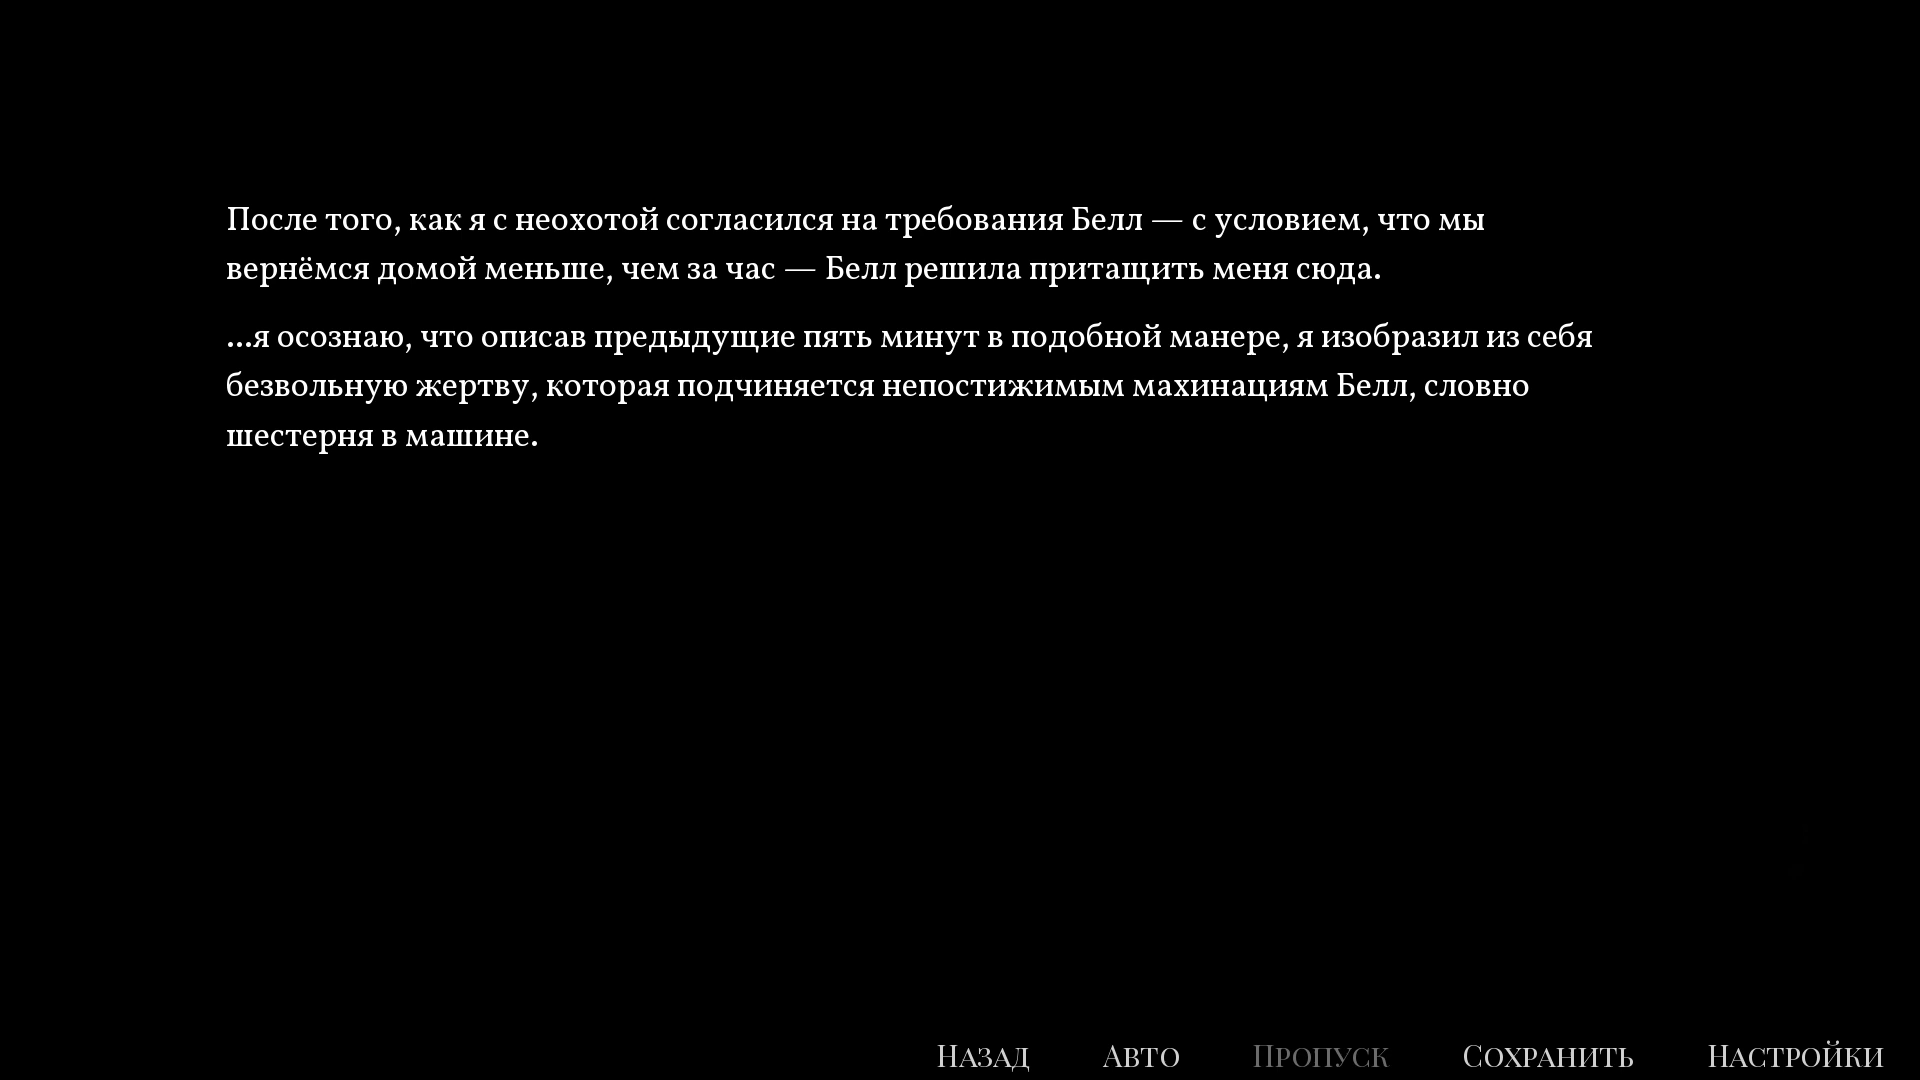 После того, как я с неохотой согласился на требования Белл — с условием, что мы
вернёмся домой меньше, чем за час — Белл решила притащить меня сюда.
...я осознаю, что описав предыдущие пять минут в подобной манере, я изобразил из себя
безвольную жертву, которая подчиняется непостижимым махинациям Белл, словно
шестерня в машине.
Назад Авто Пропуск Сохранить Настройки